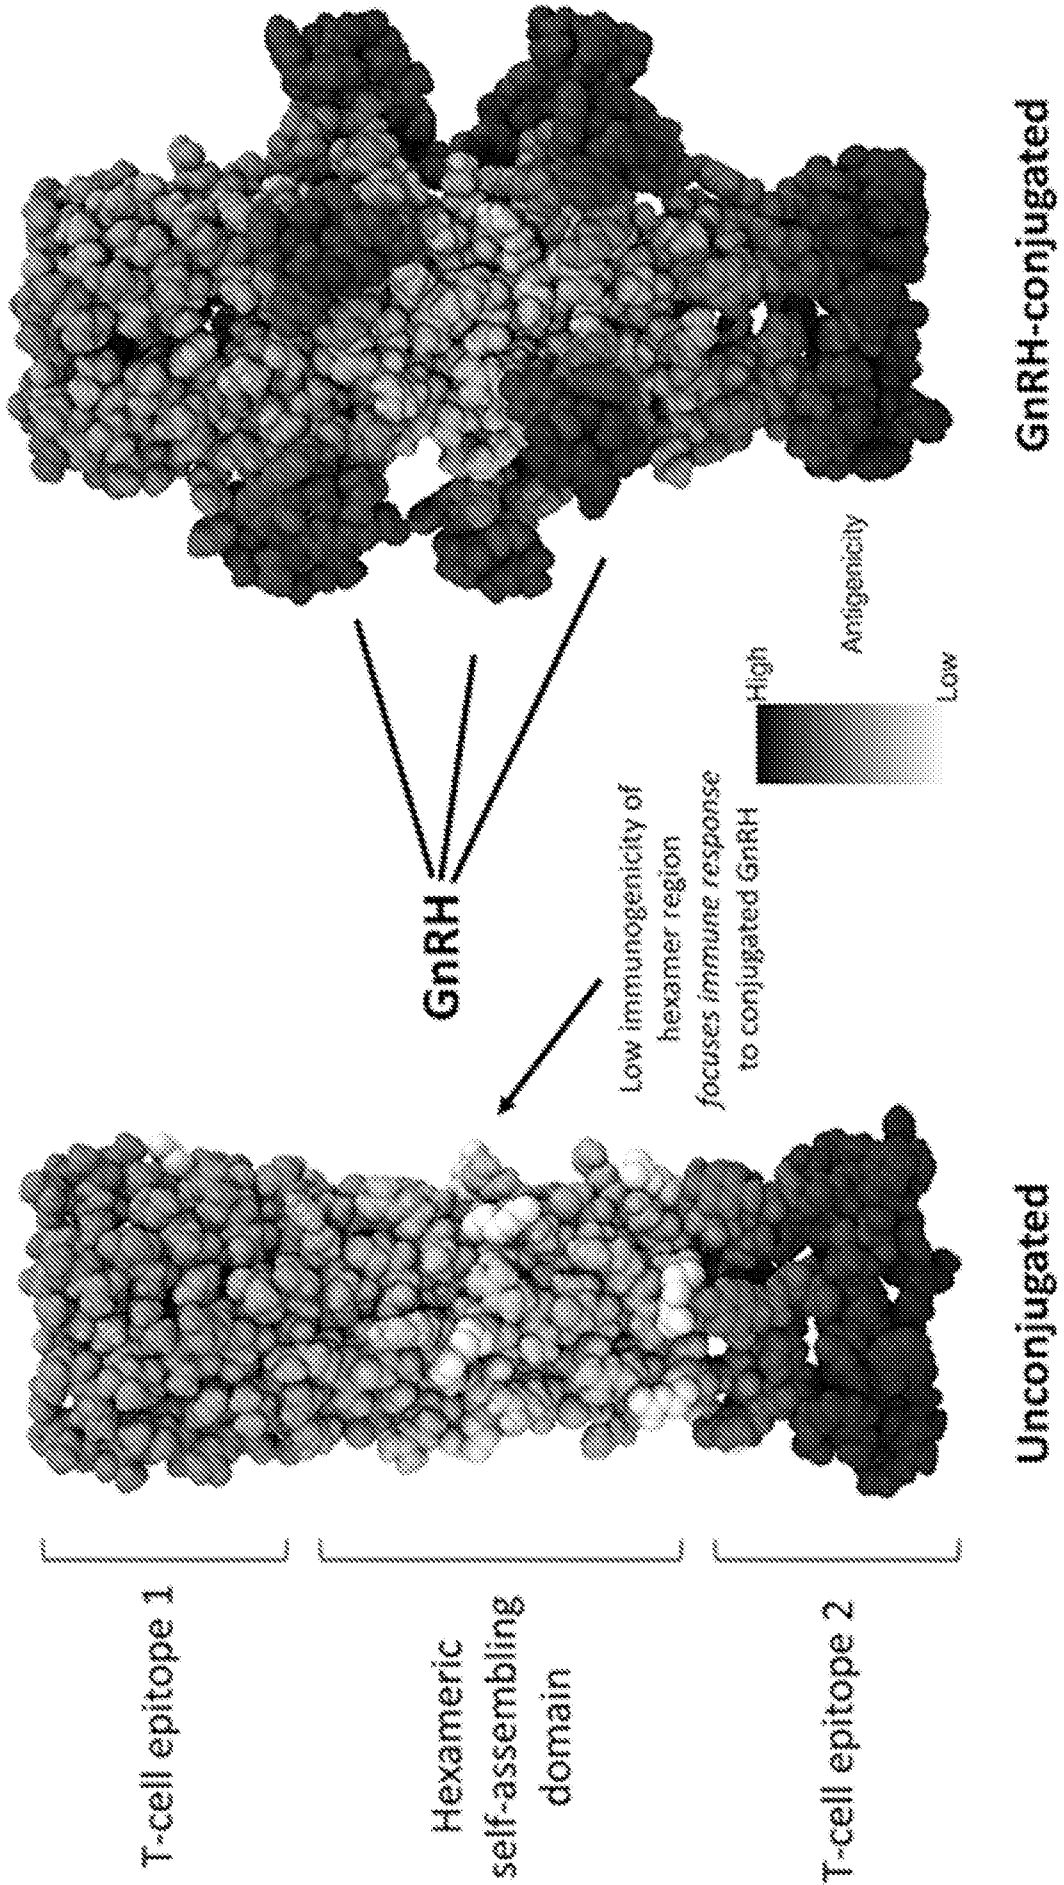 T-cell epitope 1
Hexameric
self-assembling
domain
T-cell epitope 2
Unconjugated
GnRH
Low immunogenicity of
hexamer region
focuses immune response
to conjugated GnRH
High
Low
Antigenicity
GnRH-conjugated